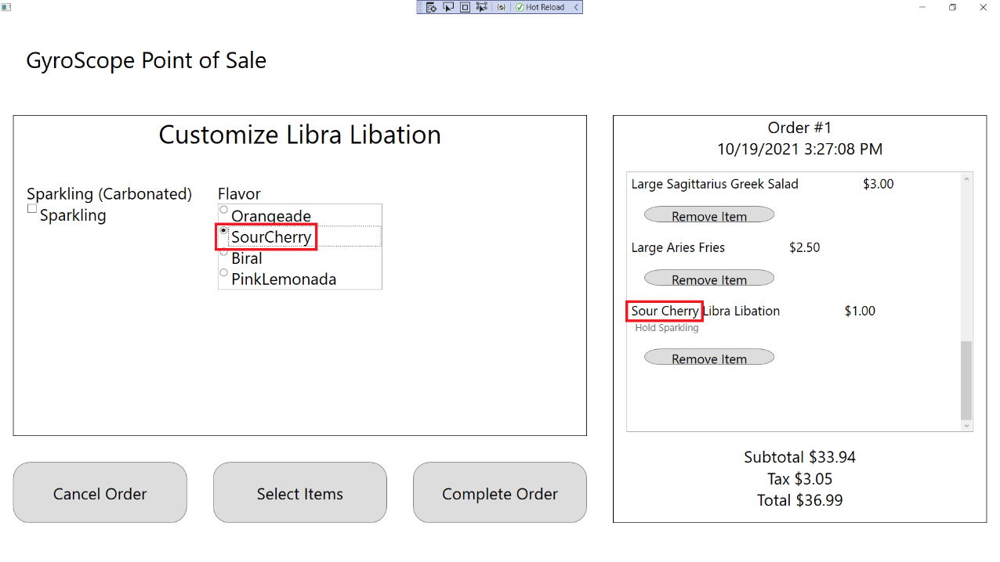 Hot Reload
GyroScope Point of Sale
Customize Libra Libation
Sparkling (Carbonated)
Sparkling
Flavor
Orangeade
SourCherry
Biral
PinkLemonada
Cancel Order
Select Items
Complete Order
Order #1
10/19/2021 3:27:08 PM
Large Sagittarius Greek Salad $3.00
Remove Item
Large Aries Fries $2.50
Remove Item
Sour Cherry Libra Libation $1.00
Hold Sparkling
Remove Item
Subtotal $33.94
Tax $3.05
Total $36.99